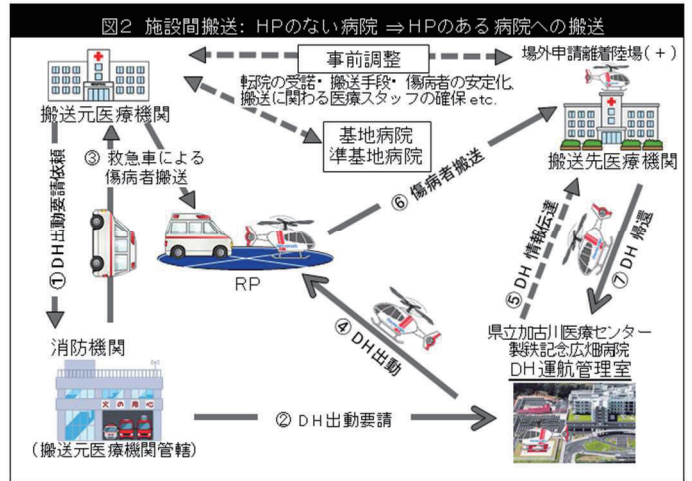 図2 施設間搬送: HPのない病院 ⇒HPのある病院への搬送
事前調整
場外申請離着陸場(+)
転院の受諾・搬送手段・傷病者の安定化、
搬送に関わる医療スタッフの確保 etc.
搬送元医療機関
基地病院
準基地病院
搬送先医療機関
①DH出動要請依頼
③ 救急車による
傷病者搬送
⑥ 傷病者搬送
RP
④ DH出動
⑤ DH 情報伝達
⑦ DH 帰還
消防機関
火の用心
(搬送元医療機関管轄)
② DH出動要請
県立加古川医療センター
製鉄記念広畑病院
DH運航管理室